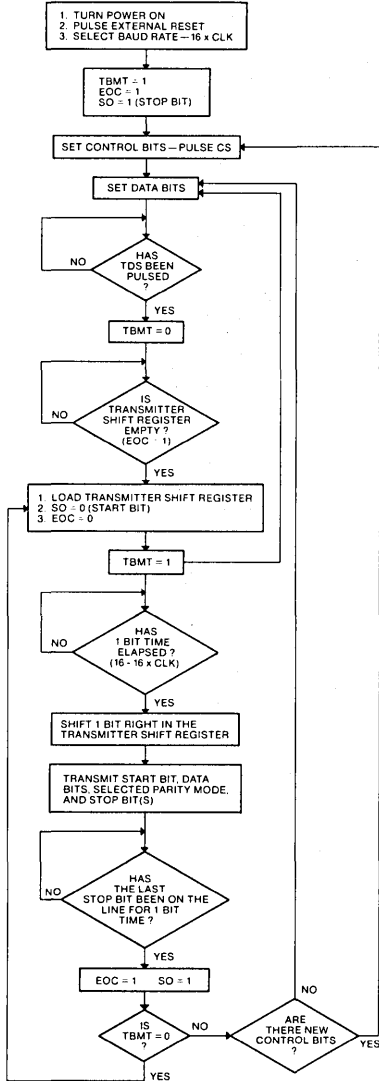 1. TURN POWER ON
2. PULSE EXTERNAL RESET
3. SELECT BAUD RATE — 16 x CLK
TBMT = 1
EOC = 1
SO = 1 (STOP BIT)
SET CONTROL BITS — PULSE CS
SET DATA BITS
HAS
TDS BEEN
PULSED
?
NO
YES
TBMT = 0
IS
TRANSMITTER
SHIFT REGISTER
EMPTY ?
(EOC = 1)
NO
YES
1. LOAD TRANSMITTER SHIFT REGISTER
2. SO = 0 (START BIT)
3. EOC = 0
TBMT = 1
HAS
1 BIT TIME
ELAPSED ?
(16 - 16 x CLK)
NO
YES
SHIFT 1 BIT RIGHT IN THE
TRANSMITTER SHIFT REGISTER
TRANSMIT START BIT, DATA
BITS, SELECTED PARITY MODE,
AND STOP BIT(S)
HAS
THE LAST
STOP BIT BEEN ON THE
LINE FOR 1 BIT
TIME ?
NO
YES
EOC = 1 SO = 1
IS
TBMT = 0
?
NO
YES
ARE
THERE NEW
CONTROL BITS
?
NO
YES